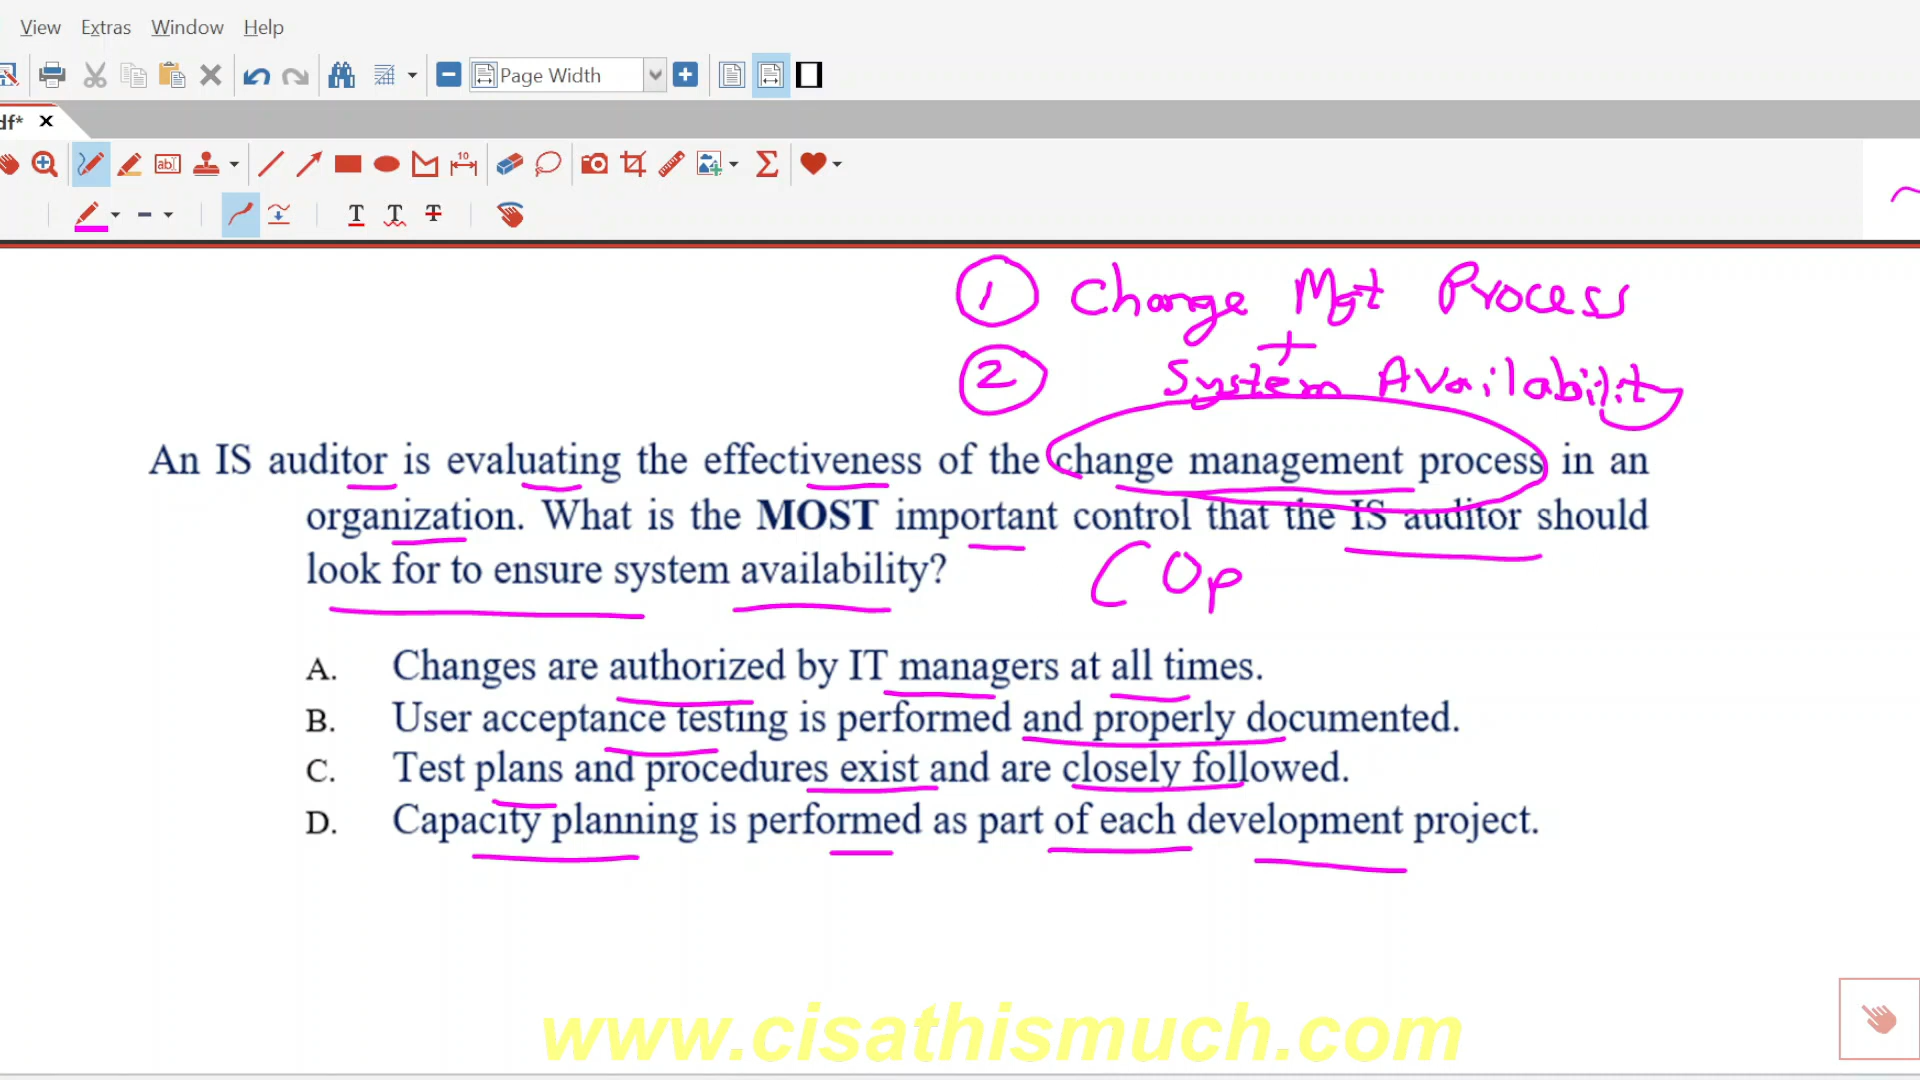 View Extras Window Help
Page Width
df*
ab
10
T T T
1 Change Mgt Process
+
2 System Availability
An IS auditor is evaluating the effectiveness of the change management process in an
organization. What is the MOST important control that the IS auditor should
look for to ensure system availability?
(Op
A. Changes are authorized by IT managers at all times.
B. User acceptance testing is performed and properly documented.
C. Test plans and procedures exist and are closely followed.
D. Capacity planning is performed as part of each development project.
www.cisathismuch.com